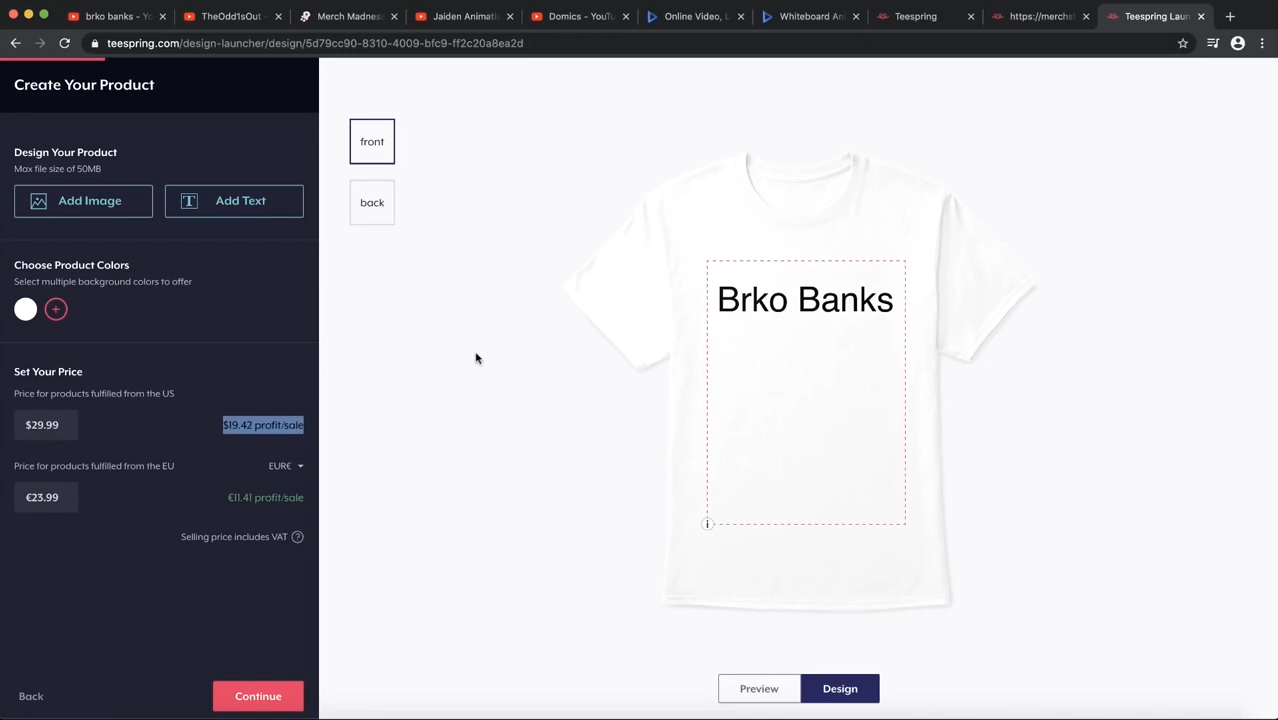 brko banks - Yo
TheOdd1sOut -
Merch Madness
Jaiden Animatic
Domics - YouTu
Online Video, L
Whiteboard An
Teespring
https://merchsl
Teespring Laun
teespring.com/design-launcher/design/5d79cc90-8310-4009-bfc9-ff2c20a8ea2d
Create Your Product
Design Your Product
Max file size of 50MB
Add Image
T Add Text
Choose Product Colors
Select multiple background colors to offer
Set Your Price
Price for products fulfilled from the US
$29.99 $19.42 profit/sale
Price for products fulfilled from the EU EUR€
€23.99 €11.41 profit/sale
Selling price includes VAT ?
Back Continue
front
back
Brko Banks
i
Preview Design